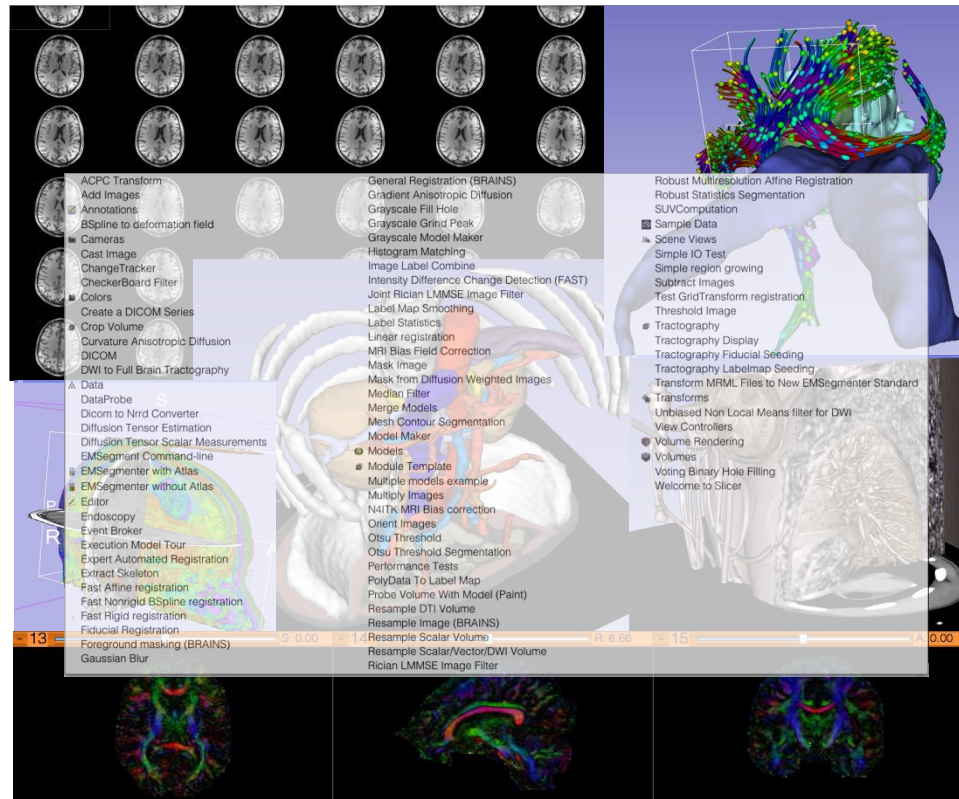 ACPC Transform
Add Images
Annotations
BSpline to deformation field
Cameras
Cast Image
ChangeTracker
CheckerBoard Filter
Colors
Create a DICOM Series
Crop Volume
Curvature Anisotropic Diffusion
DICOM
DWI to Full Brain Tractography
Data
DataProbe
Dicom to Nrrd Converter
Diffusion Tensor Estimation
Diffusion Tensor Scalar Measurements
EMSegment Command-line
EMSegmenter with Atlas
EMSegmenter without Atlas
Editor
Endoscopy
Event Broker
Execution Model Tour
Expert Automated Registration
Extract Skeleton
Fast Affine registration
Fast Nonrigid BSpline registration
Fast Rigid registration
Fiducial Registration
Foreground masking (BRAINS)
Gaussian Blur
General Registration (BRAINS)
Gradient Anisotropic Diffusion
Grayscale Fill Hole
Grayscale Grind Peak
Grayscale Model Maker
Histogram Matching
Image Label Combine
Intensity Difference Change Detection (FAST)
Joint Rician LMMSE Image Filter
Label Map Smoothing
Label Statistics
Linear registration
MRI Bias Field Correction
Mask Image
Mask from Diffusion Weighted Images
Median Filter
Merge Models
Mesh Contour Segmentation
Model Maker
Models
Module Template
Multiple models example
Multiply Images
N4ITK MRI Bias correction
Orient Images
Otsu Threshold
Otsu Threshold Segmentation
Performance Tests
PolyData To Label Map
Probe Volume With Model (Paint)
Resample DTI Volume
Resample Image (BRAINS)
Resample Scalar Volume
Resample Scalar/Vector/DWI Volume
Rician LMMSE Image Filter
Robust Multiresolution Affine Registration
Robust Statistics Segmentation
SUVComputation
Sample Data
Scene Views
Simple IO Test
Simple region growing
Subtract Images
Test GridTransform registration
Threshold Image
Tractography
Tractography Display
Tractography Fiducial Seeding
Tractography Labelmap Seeding
Transform MRML Files to New EMSegmenter Standard
Transforms
Unbiased Non Local Means filter for DWI
View Controllers
Volume Rendering
Volumes
Voting Binary Hole Filling
Welcome to Slicer
S
P
R
A
13 S: 0.00
14 R: 6.66
15 A: 0.00